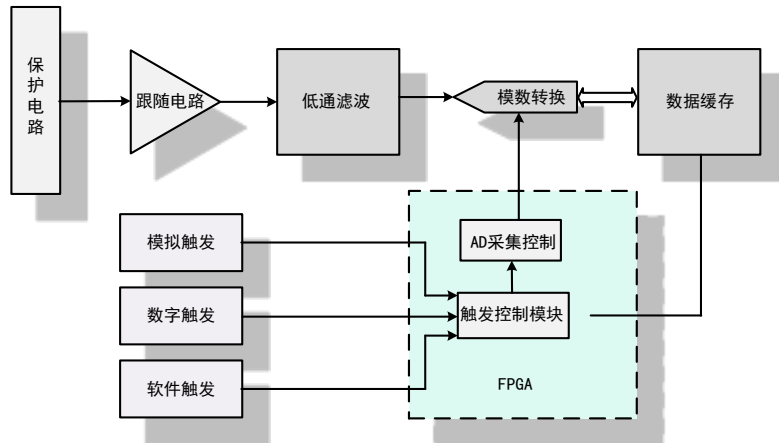 保护电路
跟随电路
低通滤波
模数转换
数据缓存
模拟触发
AD采集控制
数字触发
触发控制模块
软件触发
FPGA